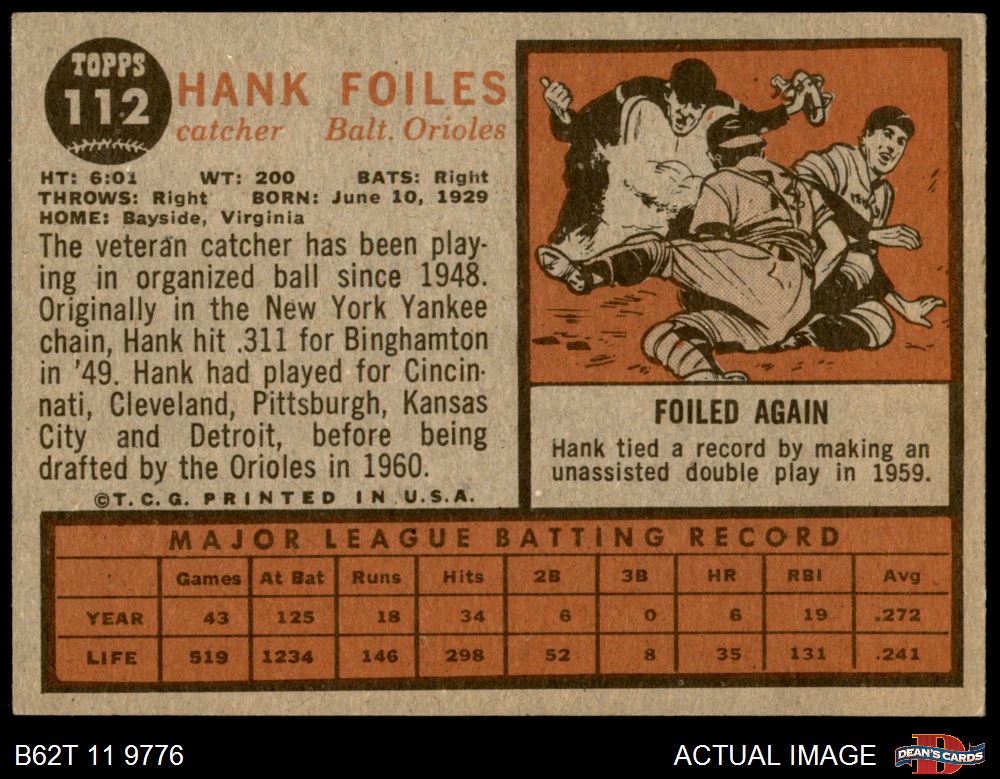 TOPPS
112
HANK FOILES
catcher Balt. Orioles
HT: 6:01 WT: 200 BATS: Right
THROWS: Right BORN: June 10, 1929
HOME: Bayside, Virginia
The veteran catcher has been play-
ing in organized ball since 1948.
Originally in the New York Yankee
chain, Hank hit .311 for Binghamton
in '49. Hank had played for Cincin-
nati, Cleveland, Pittsburgh, Kansas
City and Detroit, before being
drafted by the Orioles in 1960.
©T.C.G. PRINTED IN U.S.A.
FOILED AGAIN
Hank tied a record by making an
unassisted double play in 1959.
MAJOR LEAGUE BATTING RECORD
Games At Bat Runs Hits 2B 3B HR RBI Avg
YEAR 43 125 18 34 6 0 6 19 .272
LIFE 519 1234 146 298 52 8 35 131 .241
B62T 11 9776 ACTUAL IMAGE DEAN'S CARDS